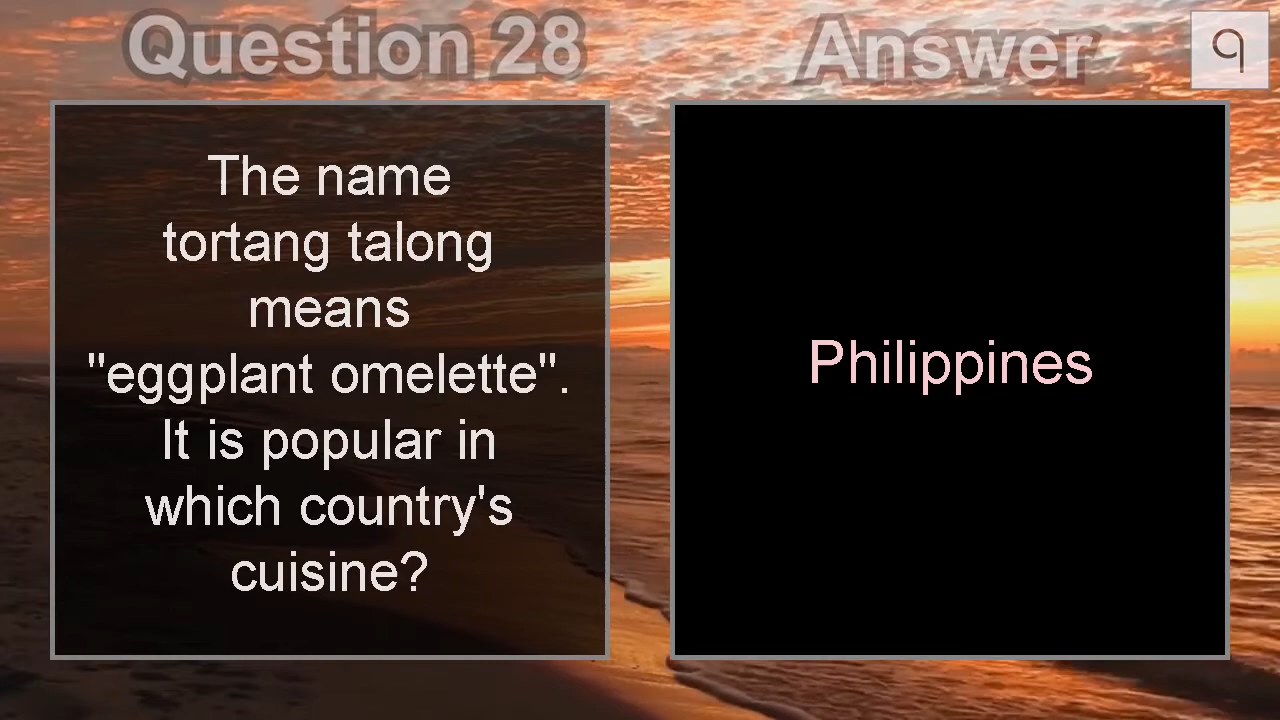 Question 28
The name
tortang talong
means
"eggplant omelette".
It is popular in
which country's
cuisine?
Answer
q
Philippines